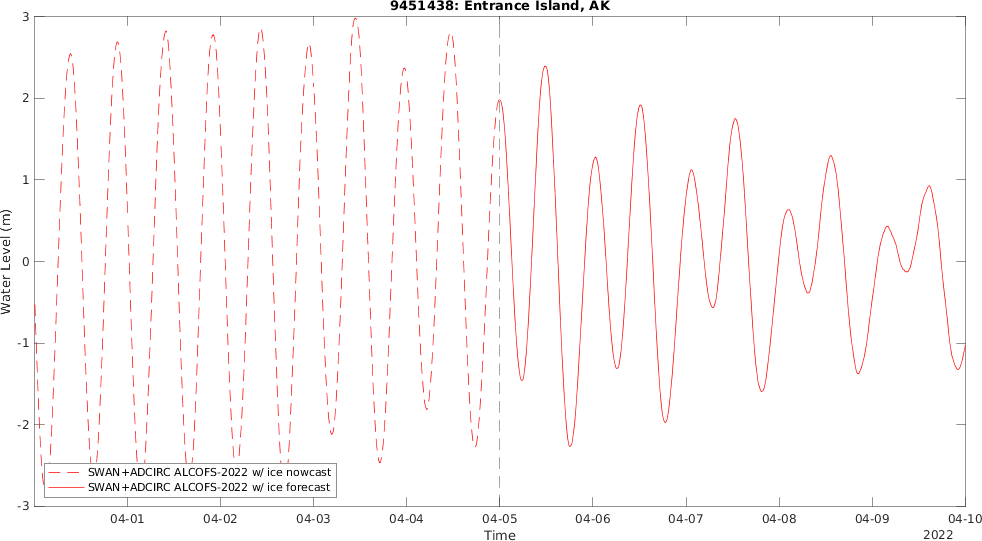 9451438: Entrance Island, AK
3
2
1
0
-1
-2
-3
Water Level (m)
SWAN+ADCIRC ALCOFS-2022 w/ ice nowcast
SWAN+ADCIRC ALCOFS-2022 w/ ice forecast
04-01 04-02 04-03 04-04 04-05 04-06 04-07 04-08 04-09 04-10
Time
2022